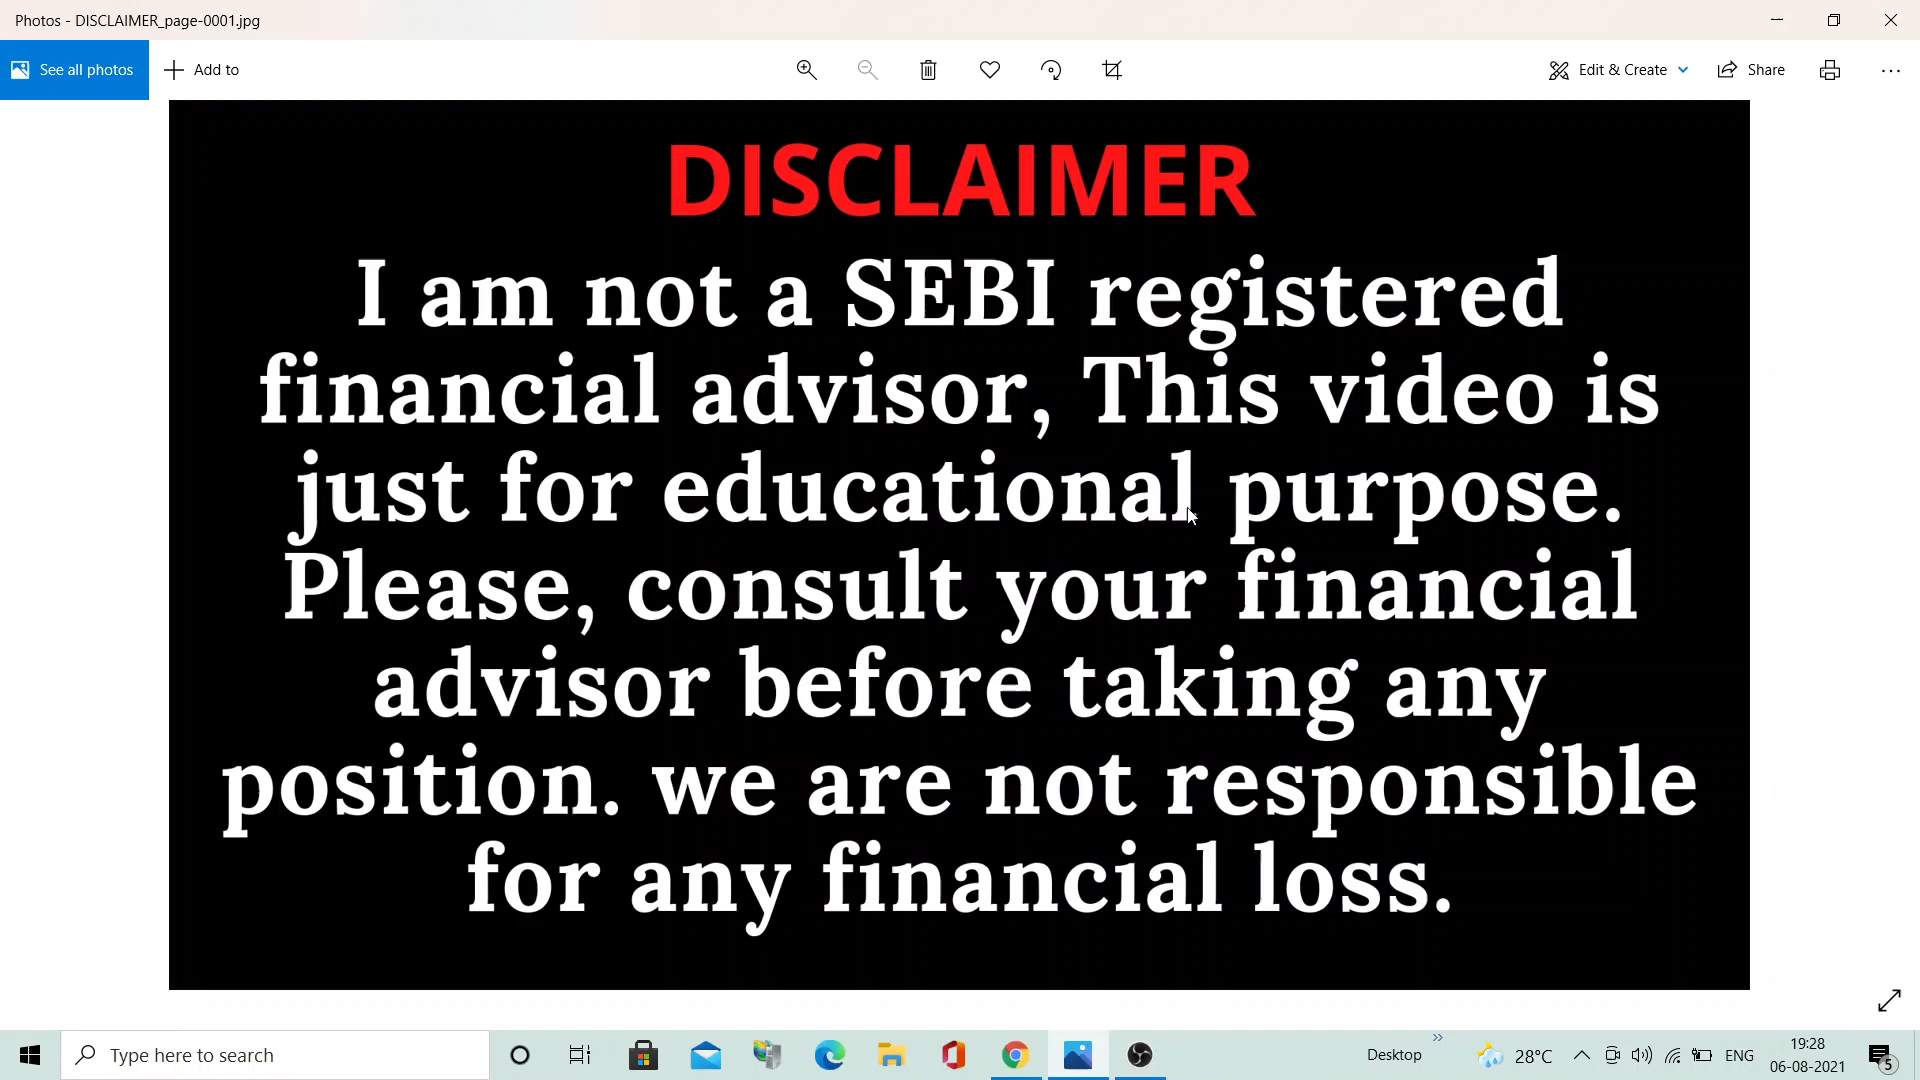 Photos - DISCLAIMER_page-0001.jpg
See all photos
Add to
Edit & Create
Share
DISCLAIMER
I am not a SEBI registered
financial advisor, This video is
just for educational purpose.
Please, consult your financial
advisor before taking any
position. we are not responsible
for any financial loss.
Type here to search
Desktop
28°C
ENG
19:28
06-08-2021
5